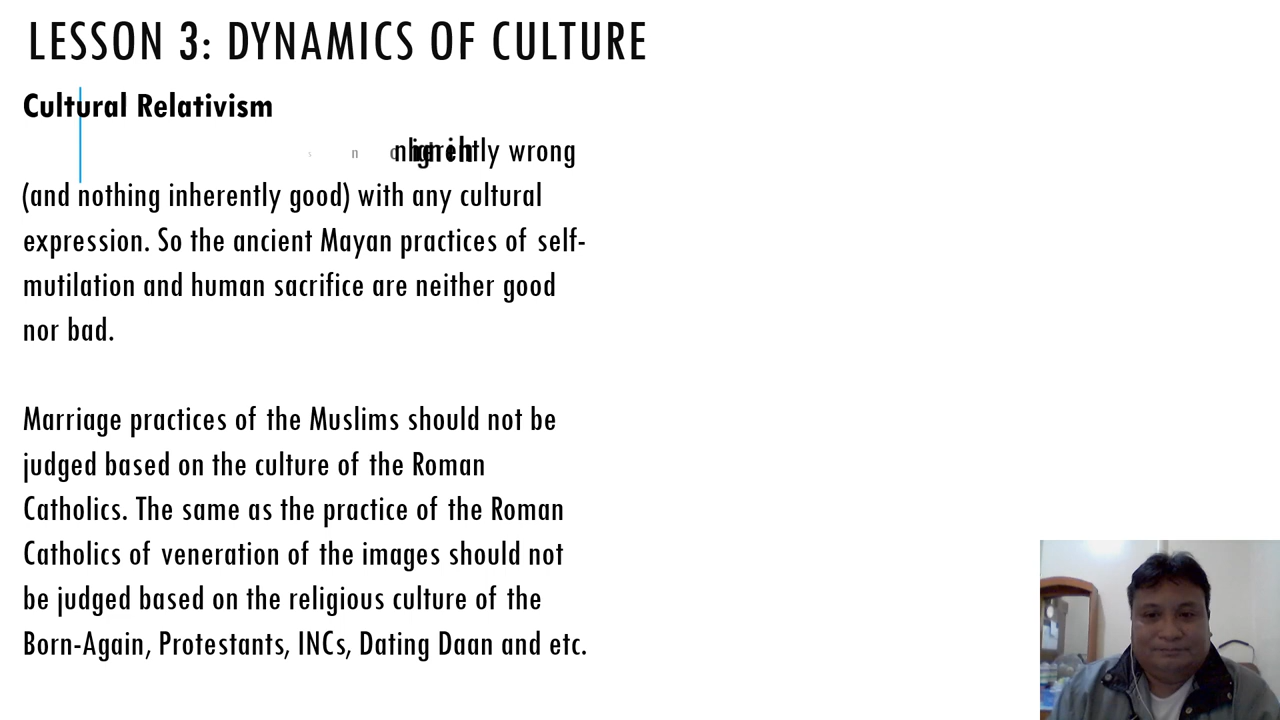 LESSON 3: DYNAMICS OF CULTURE
Cultural Relativism
wrong
(and nothing inherently good) with any cultural
expression. So the ancient Mayan practices of self-
mutilation and human sacrifice are neither good
nor bad.
Marriage practices of the Muslims should not be
judged based on the culture of the Roman
Catholics. The same as the practice of the Roman
Catholics of veneration of the images should not
be judged based on the religious culture of the
Born-Again, Protestants, INCs, Dating Daan and etc.